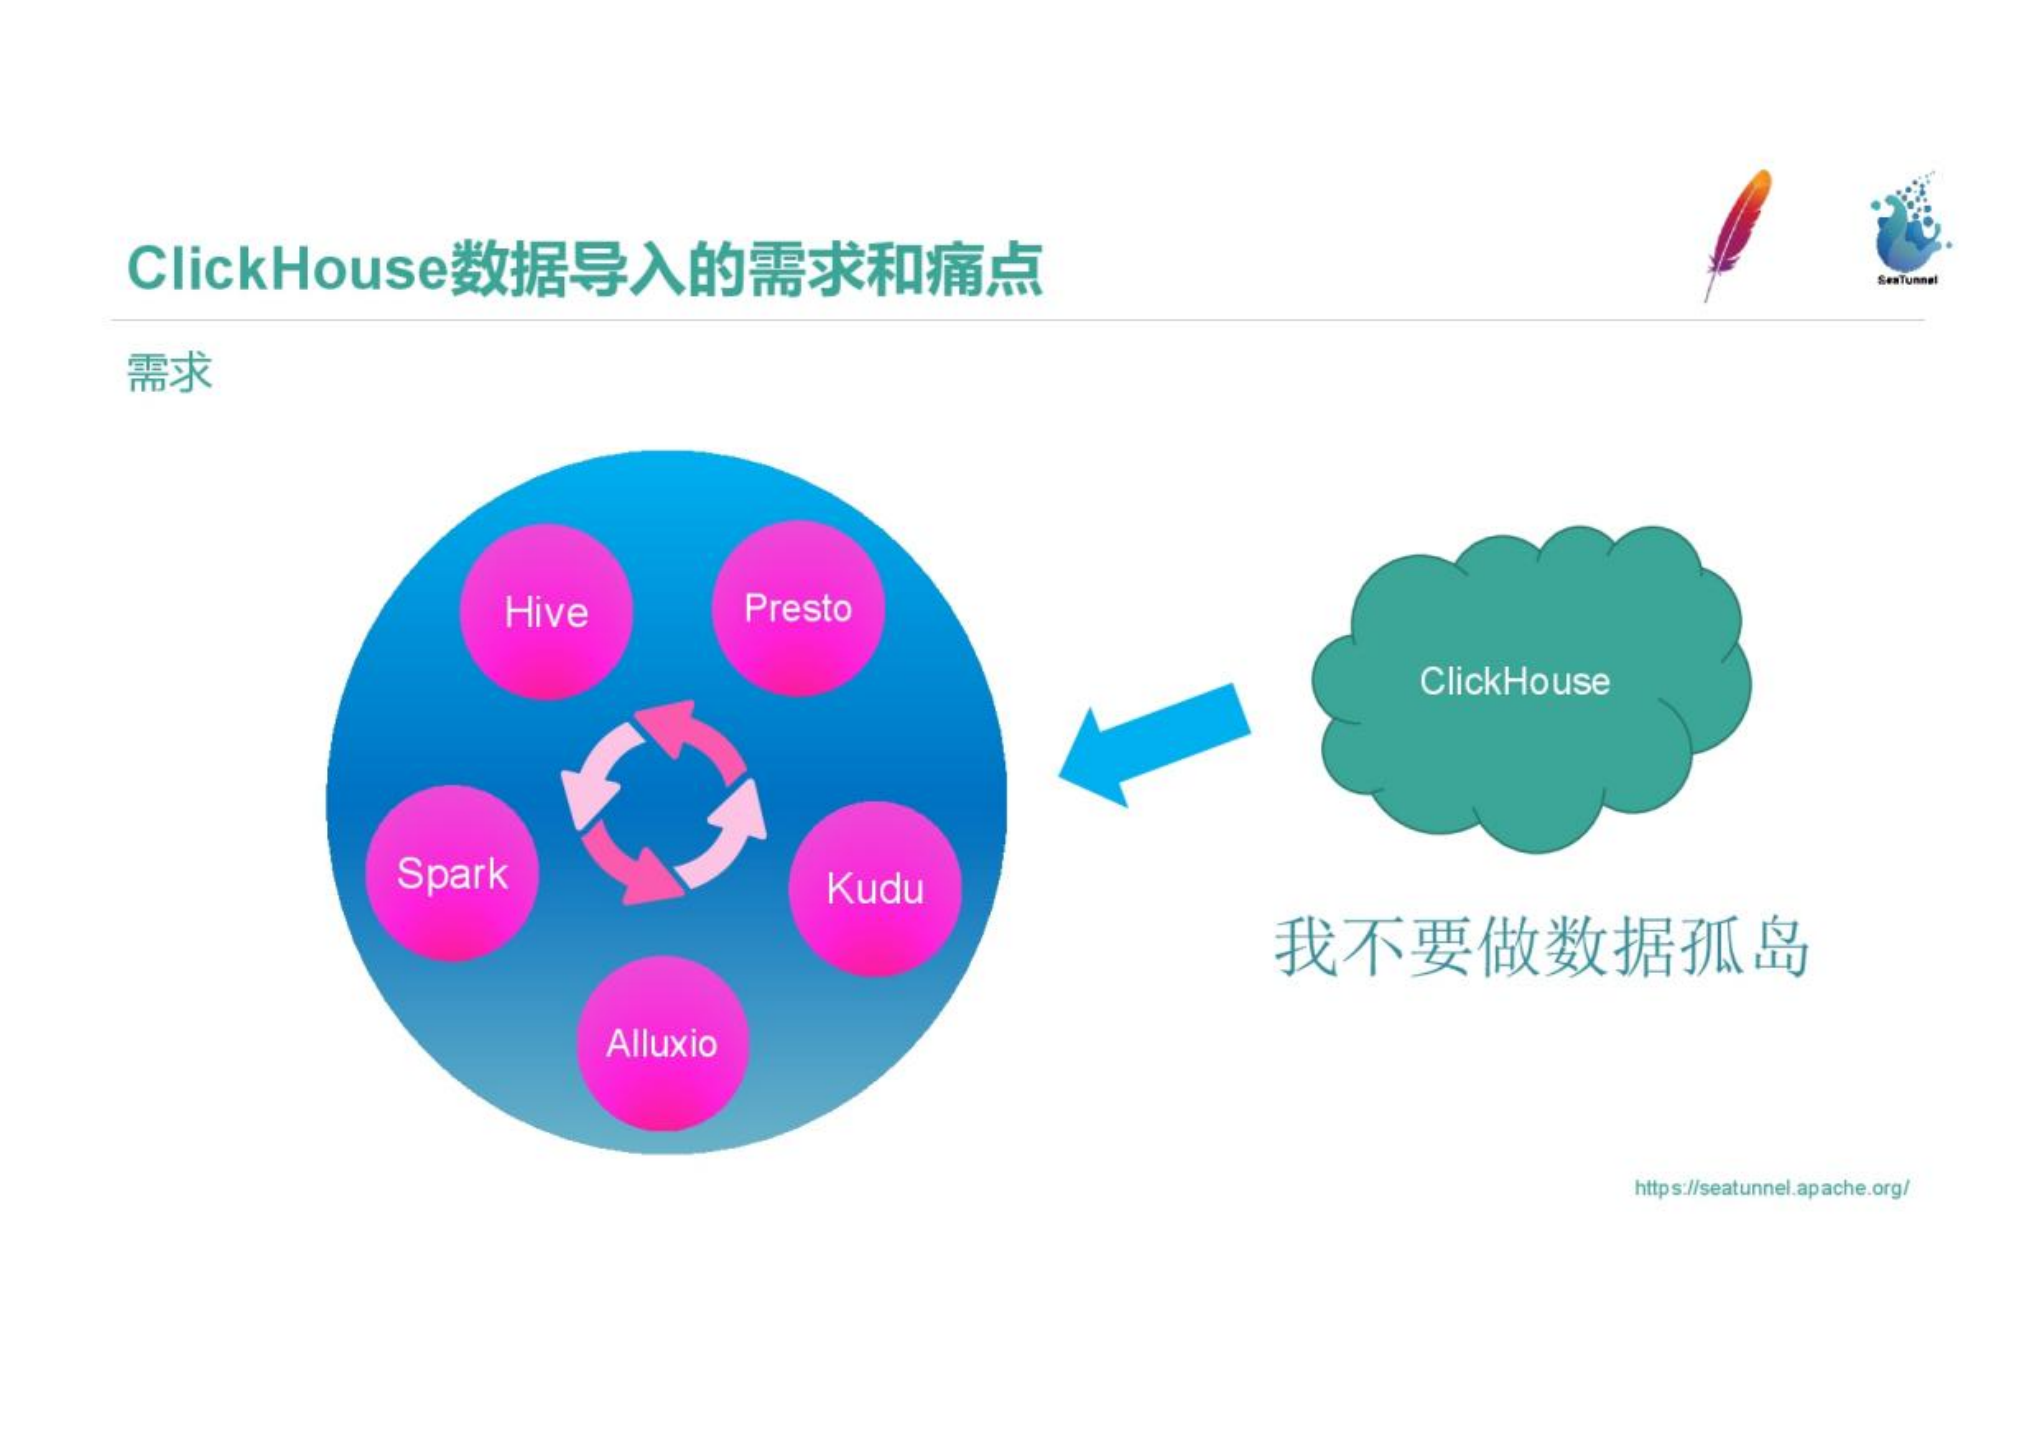 ClickHouse数据导入的需求和痛点
SeaTunnel
需求
Hive
Presto
ClickHouse
Spark
Kudu
我不要做数据孤岛
Alluxio
https://seatunnel.apache.org/